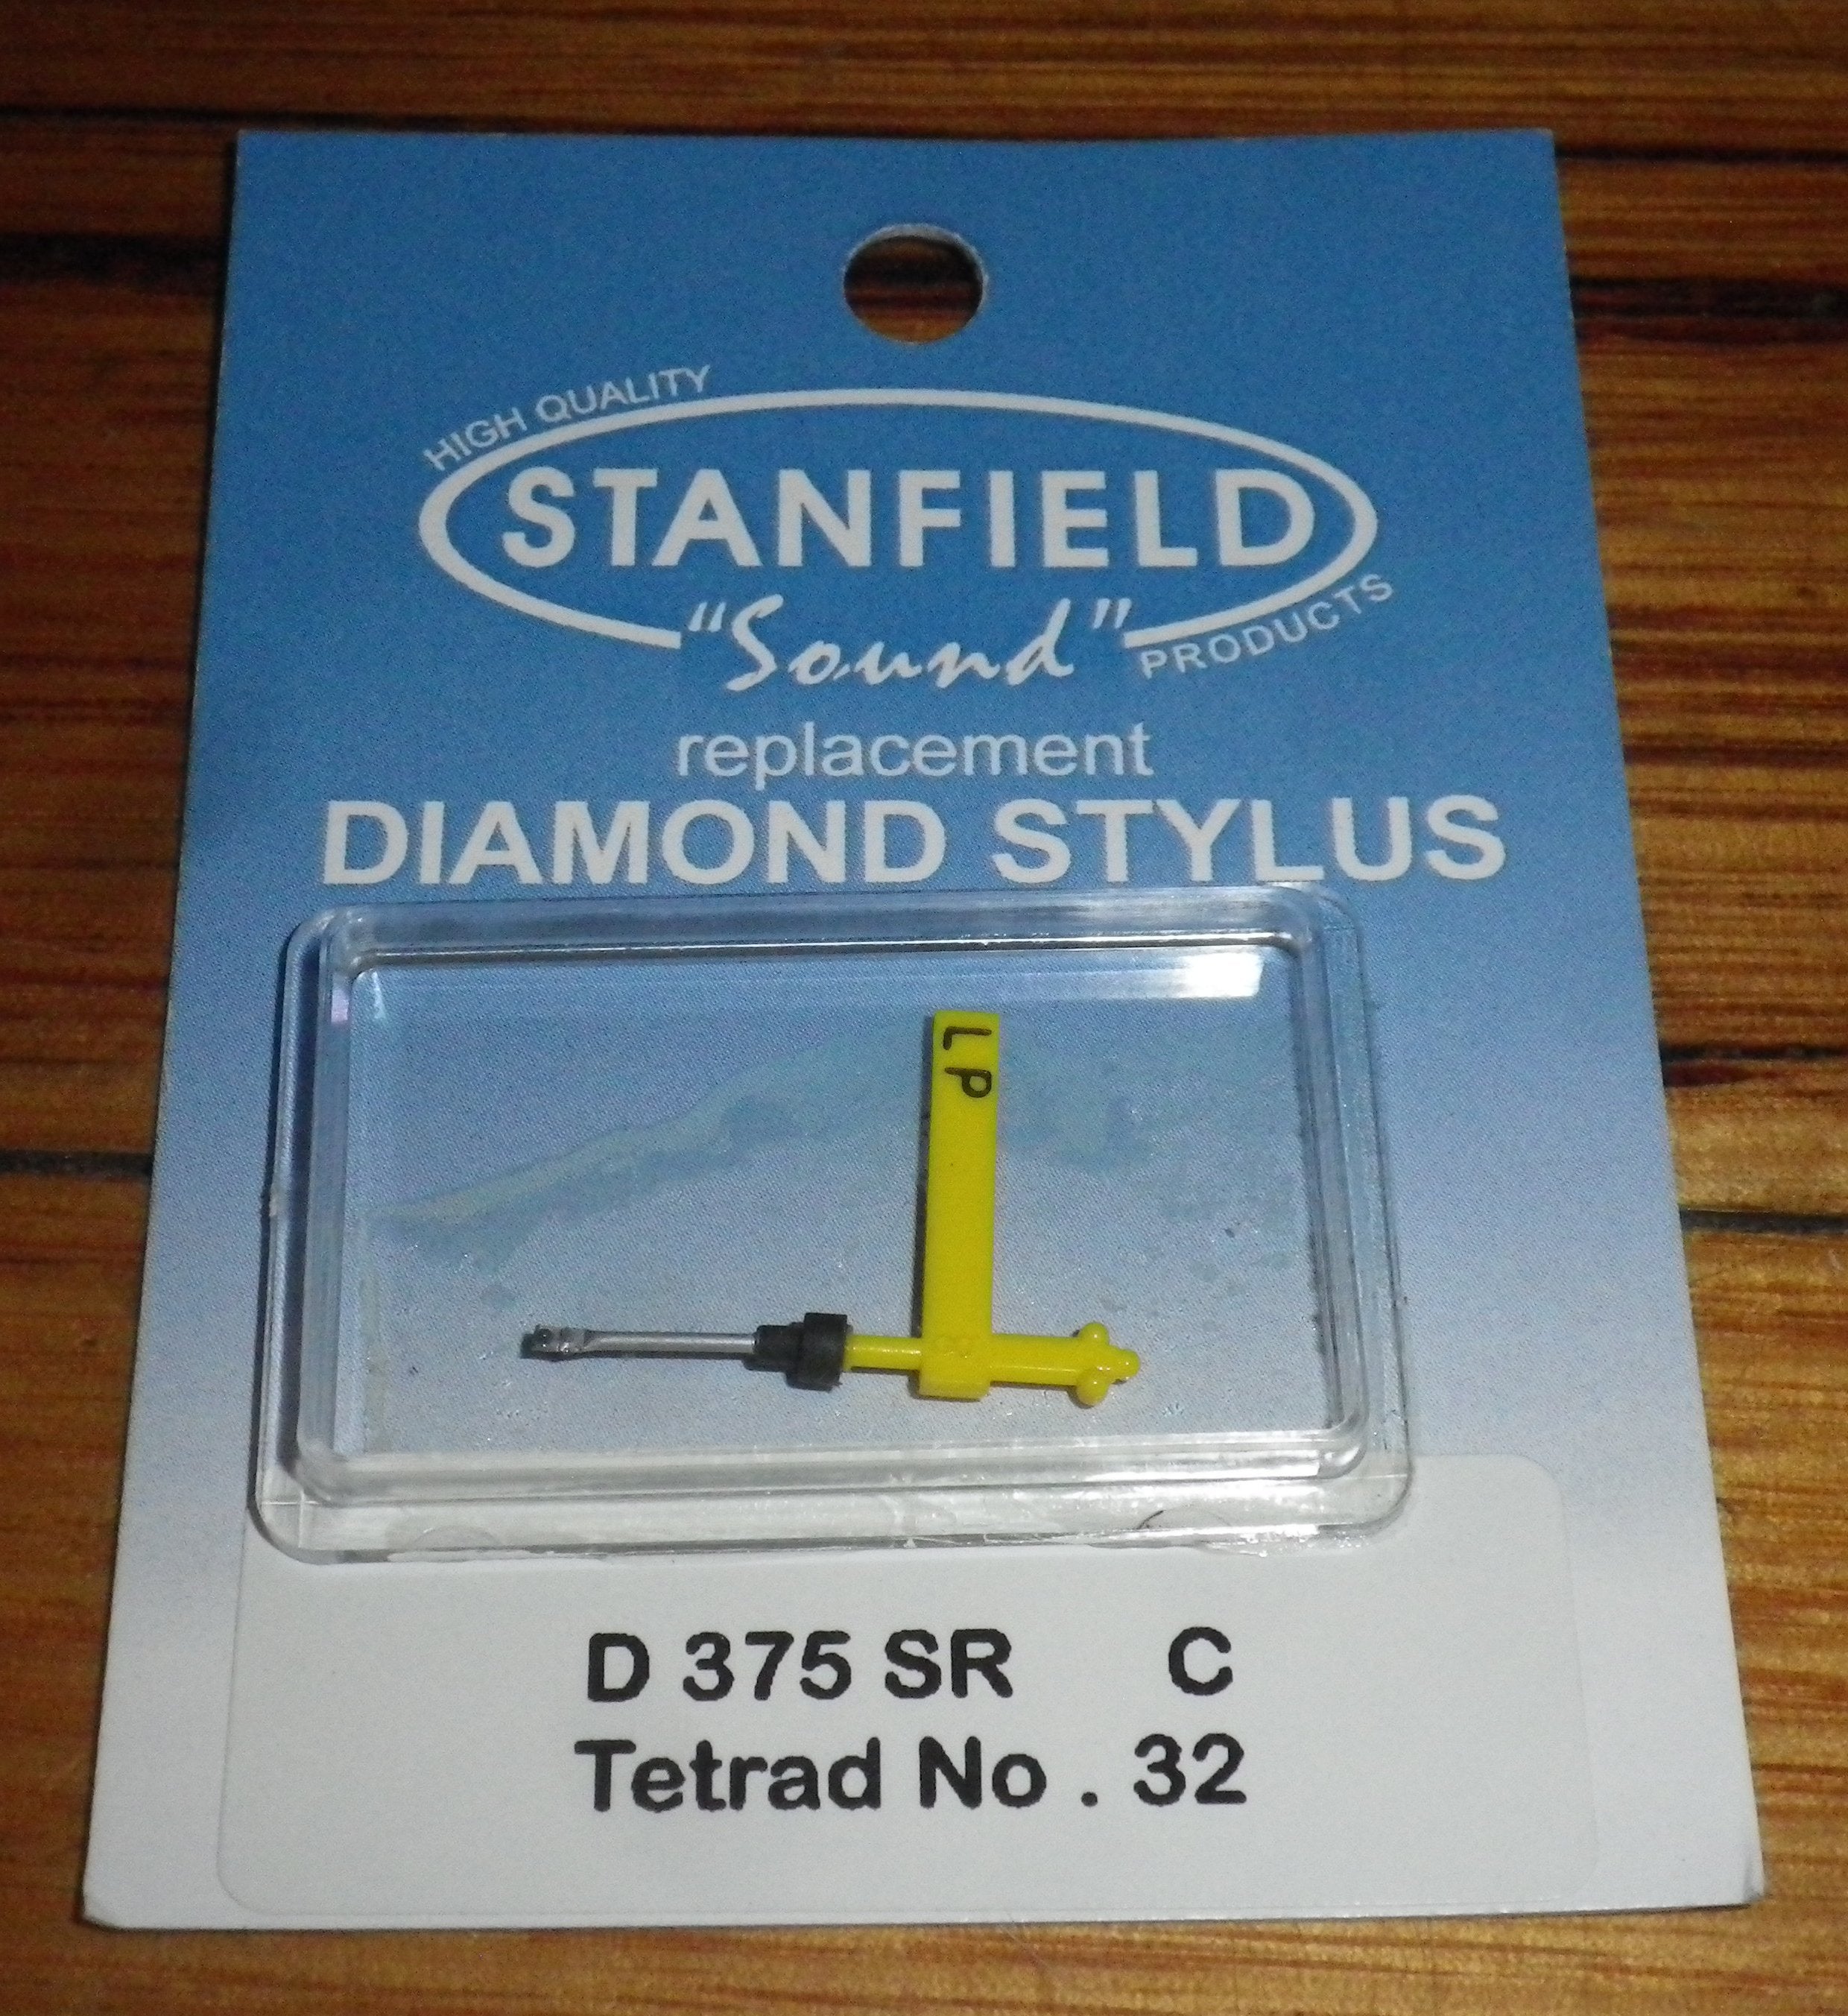 HIGH QUALITY
STANFIELD
"Sound"
PRODUCTS
replacement
DIAMOND STYLUS
LP
D 375 SR C
Tetrad No . 32